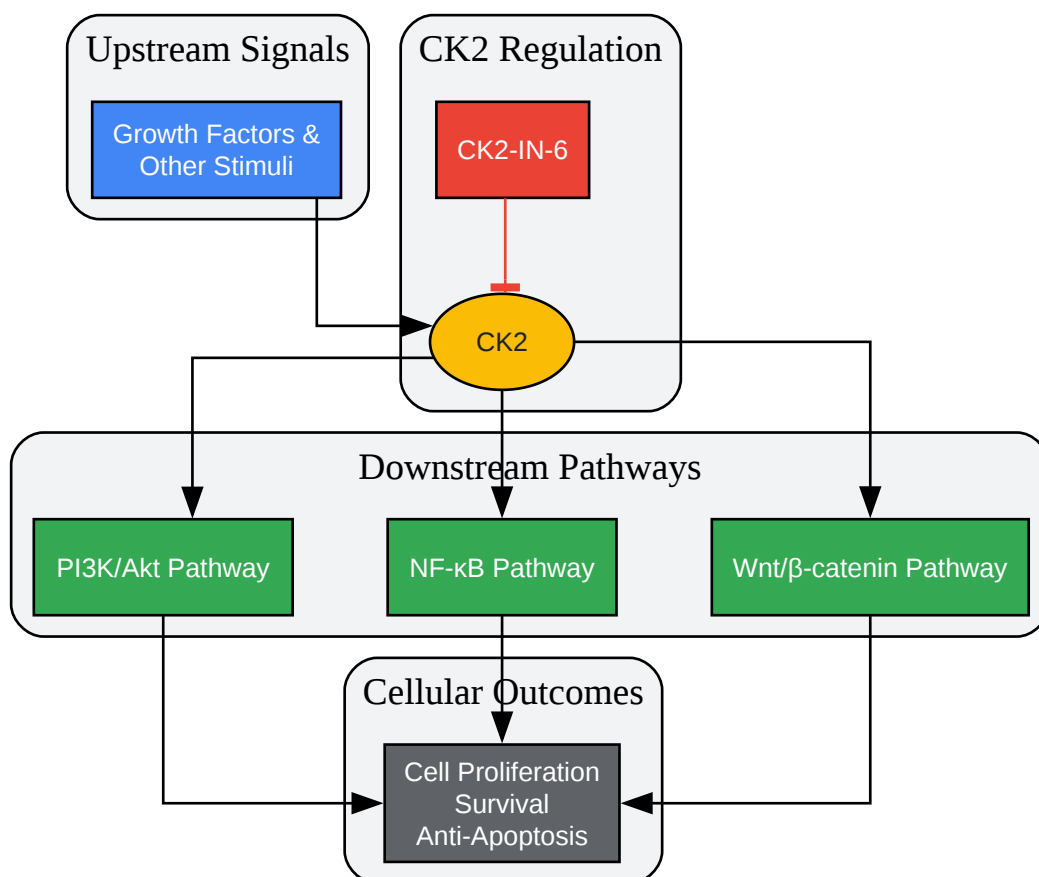 Upstream Signals
Growth Factors &
Other Stimuli
CK2 Regulation
CK2-IN-6
CK2
Downstream Pathways
PI3K/Akt Pathway
NF-κB Pathway
Wnt/β-catenin Pathway
Cellular Outcomes
Cell Proliferation
Survival
Anti-Apoptosis